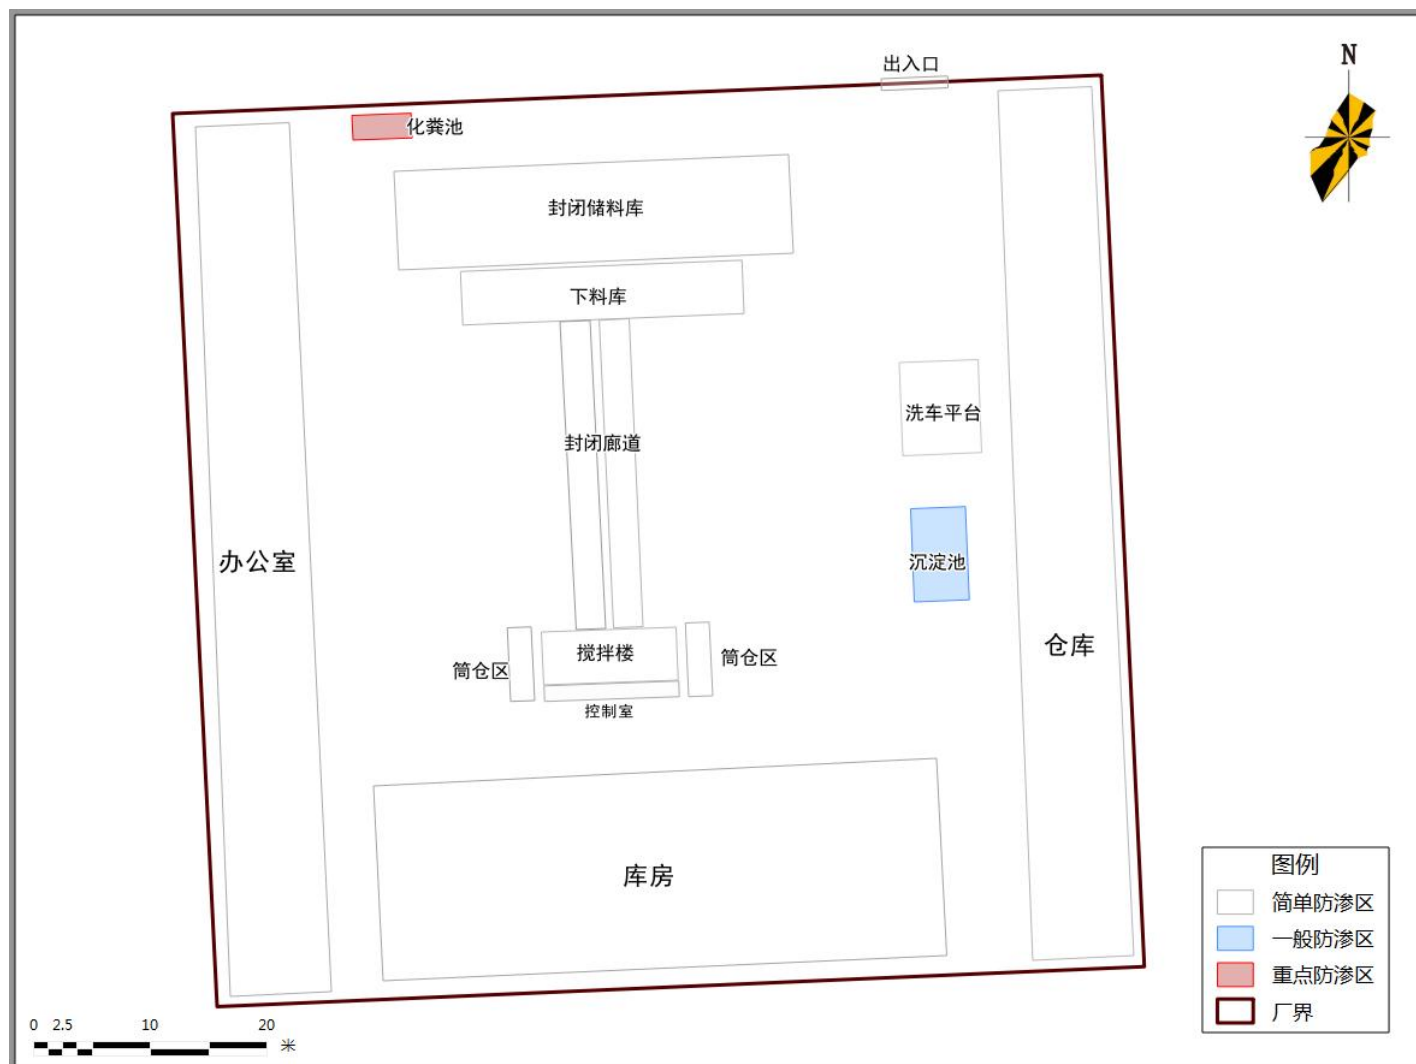 出入口
N
化粪池
封闭储料库
下料库
洗车平台
封闭廊道
办公室
沉淀池
仓库
搅拌楼
筒仓区
筒仓区
控制室
库房
图例
简单防渗区
一般防渗区
重点防渗区
厂界
0 2.5 10 20
米